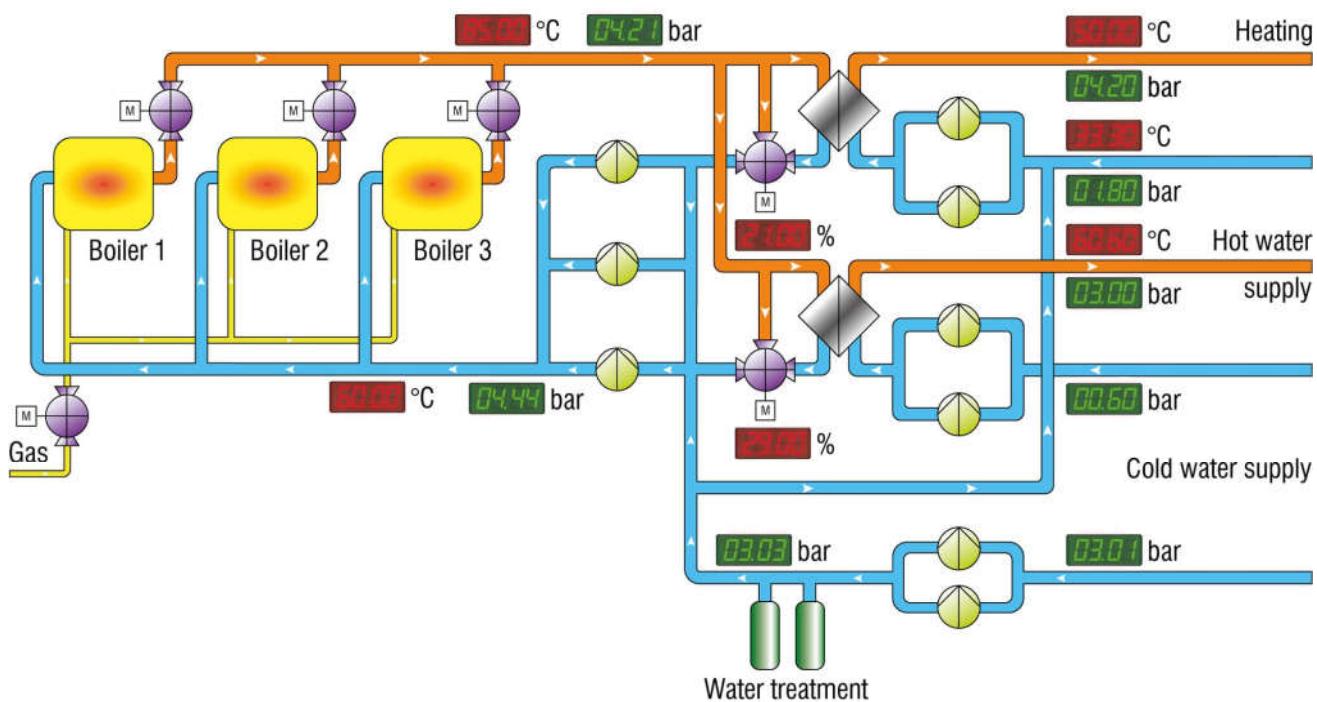 °C 04.21 bar
°C Heating
04.20 bar
°C
01.80 bar
M
M
M
M
Boiler 1
Boiler 2
Boiler 3
%
60.60 °C Hot water
supply
03.00 bar
M
°C 04.44 bar
M
Gas
%
00.60 bar
Cold water supply
03.03 bar
03.01 bar
Water treatment